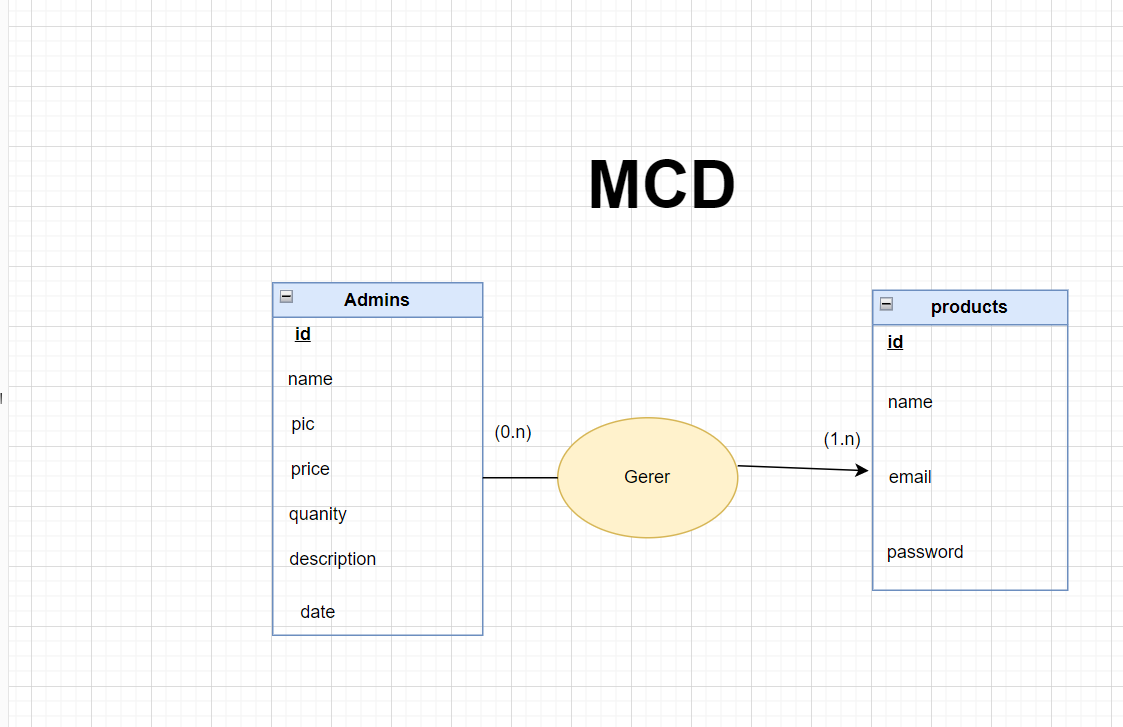 MCD
Admins
id
name
pic
price
quanity
description
date
(0.n)
Gerer
(1.n)
products
id
name
email
password